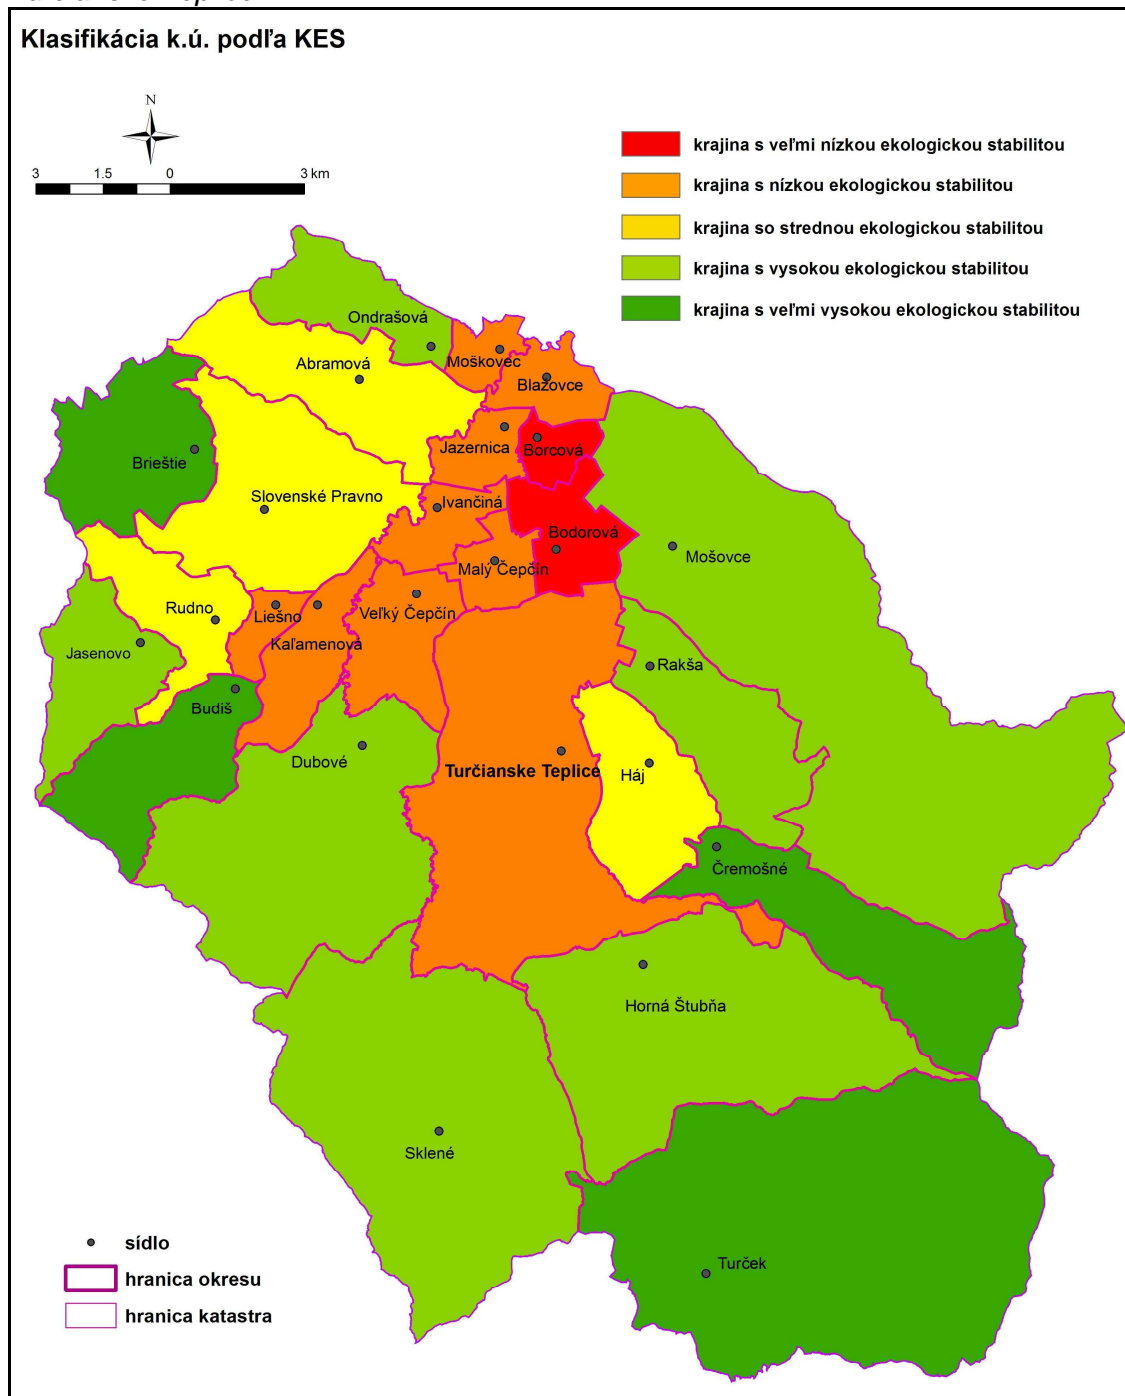 Klasifikácia k.ú. podľa KES
N
3 1.5 0 3 km
krajina s veľmi nízkou ekologickou stabilitou
krajina s nízkou ekologickou stabilitou
krajina so strednou ekologickou stabilitou
krajina s vysokou ekologickou stabilitou
krajina s veľmi vysokou ekologickou stabilitou
Ondrašová
Moškovec
Abramová
Blažovce
Jazernica
Borcová
Brieštie
Slovenské Pravno
Ivančiná
Bodorová
Mošovce
Malý Čepčín
Rudno
Liešno
Veľký Čepčín
Kaľamenová
Jasenovo
Rakša
Budiš
Dubové
Turčianske Teplice
Háj
Čremošné
Horná Štubňa
Sklené
Turček
sídlo
hranica okresu
hranica katastra